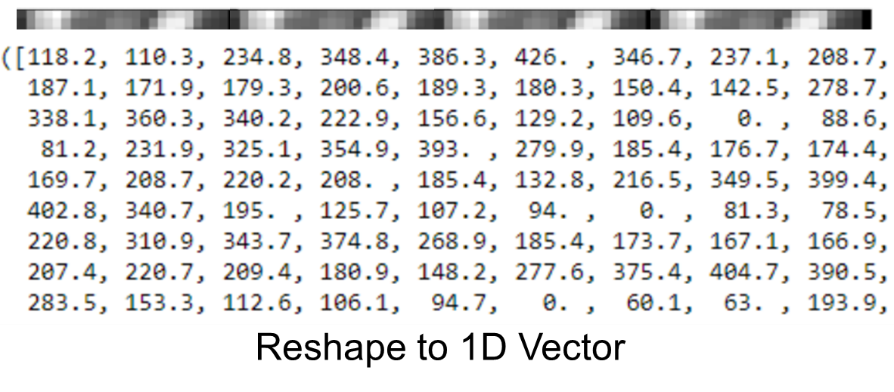 ([118.2, 110.3, 234.8, 348.4, 386.3, 426. , 346.7, 237.1, 208.7,
187.1, 171.9, 179.3, 200.6, 189.3, 180.3, 150.4, 142.5, 278.7,
338.1, 360.3, 340.2, 222.9, 156.6, 129.2, 109.6, 0. , 88.6,
81.2, 231.9, 325.1, 354.9, 393. , 279.9, 185.4, 176.7, 174.4,
169.7, 208.7, 220.2, 208. , 185.4, 132.8, 216.5, 349.5, 399.4,
402.8, 340.7, 195. , 125.7, 107.2, 94. , 0. , 81.3, 78.5,
220.8, 310.9, 343.7, 374.8, 268.9, 185.4, 173.7, 167.1, 166.9,
207.4, 220.7, 209.4, 180.9, 148.2, 277.6, 375.4, 404.7, 390.5,
283.5, 153.3, 112.6, 106.1, 94.7, 0. , 60.1, 63. , 193.9,
Reshape to 1D Vector